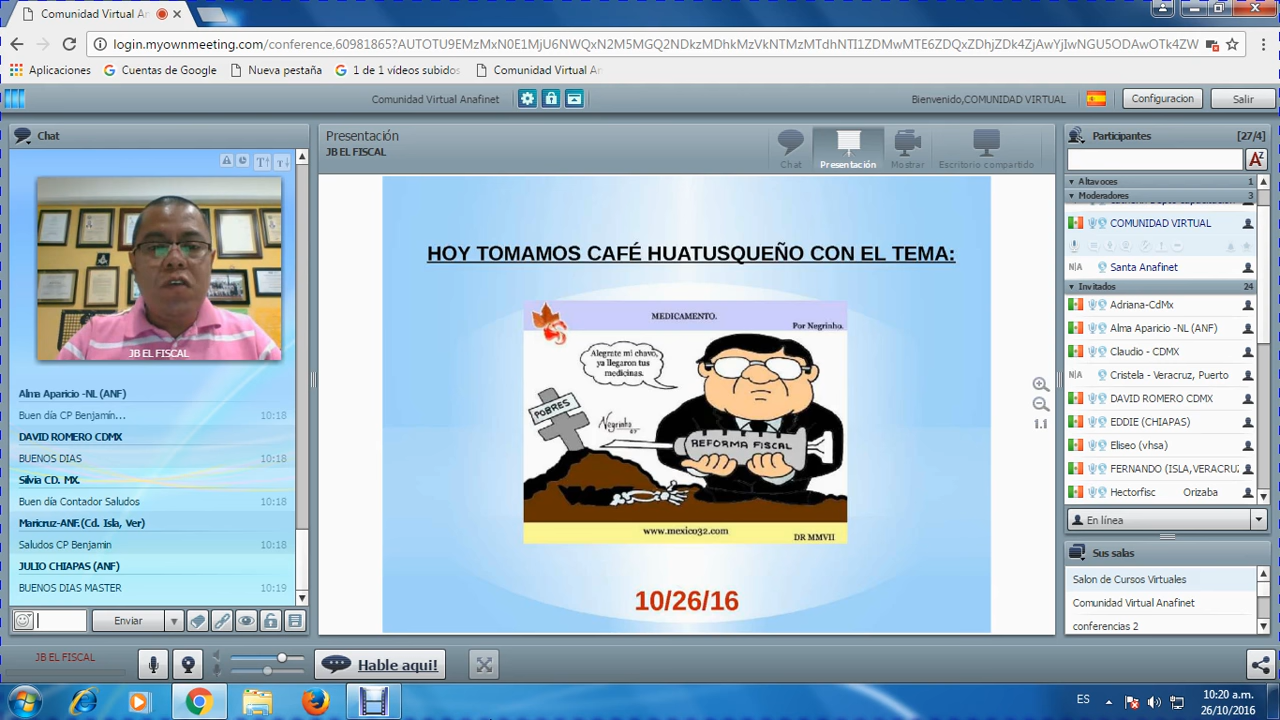 Comunidad Virtual An
login.myownmeeting.com/conference.60981865?
Aplicaciones
Cuentas de Google
Nueva pestaña
1 de 1 vídeos subidos
Comunidad Virtual An
Comunidad Virtual Anafinet
Bienvenido,COMUNIDAD VIRTUAL
Configuracion
Salir
Chat
JB EL FISCAL
Alma Aparicio -NL (ANF)
Buen día CP Benjamín...
10:18
DAVID ROMERO CDMX
BUENOS DIAS
10:18
Silvia CD. MX.
Buen día Contador Saludos
10:18
Maricruz-ANF.(Cd. Isla, Ver)
Saludos CP Benjamin
10:18
JULIO CHIAPAS (ANF)
BUENOS DIAS MASTER
10:19
Enviar
JB EL FISCAL
Hable aqui!
Presentación
JB EL FISCAL
Chat
Presentación
Mostrar
Escritorio compartido
HOY TOMAMOS CAFÉ HUATUSQUEÑO CON EL TEMA:
MEDICAMENTO.
Por Negrinho.
Alegrate mi chavo,
ya llegaron tus
medicinas.
POBRES
Negrinho
07
REFORMA FISCAL
www.mexico32.com
DR MMVII
10/26/16
1.1
Participantes
[27/4]
Altavoces 1
Moderadores 3
COMUNIDAD VIRTUAL
N\A Santa Anafinet
Invitados 24
Adriana-CdMx
Alma Aparicio -NL (ANF)
Claudio - CDMX
N\A Cristela - Veracruz, Puerto
DAVID ROMERO CDMX
EDDIE (CHIAPAS)
Eliseo (vhsa)
FERNANDO (ISLA,VERACRUZ
Hectorfisc Orizaba
En línea
Sus salas
Salon de Cursos Virtuales
Comunidad Virtual Anafinet
conferencias 2
ES
10:20 a.m.
26/10/2016